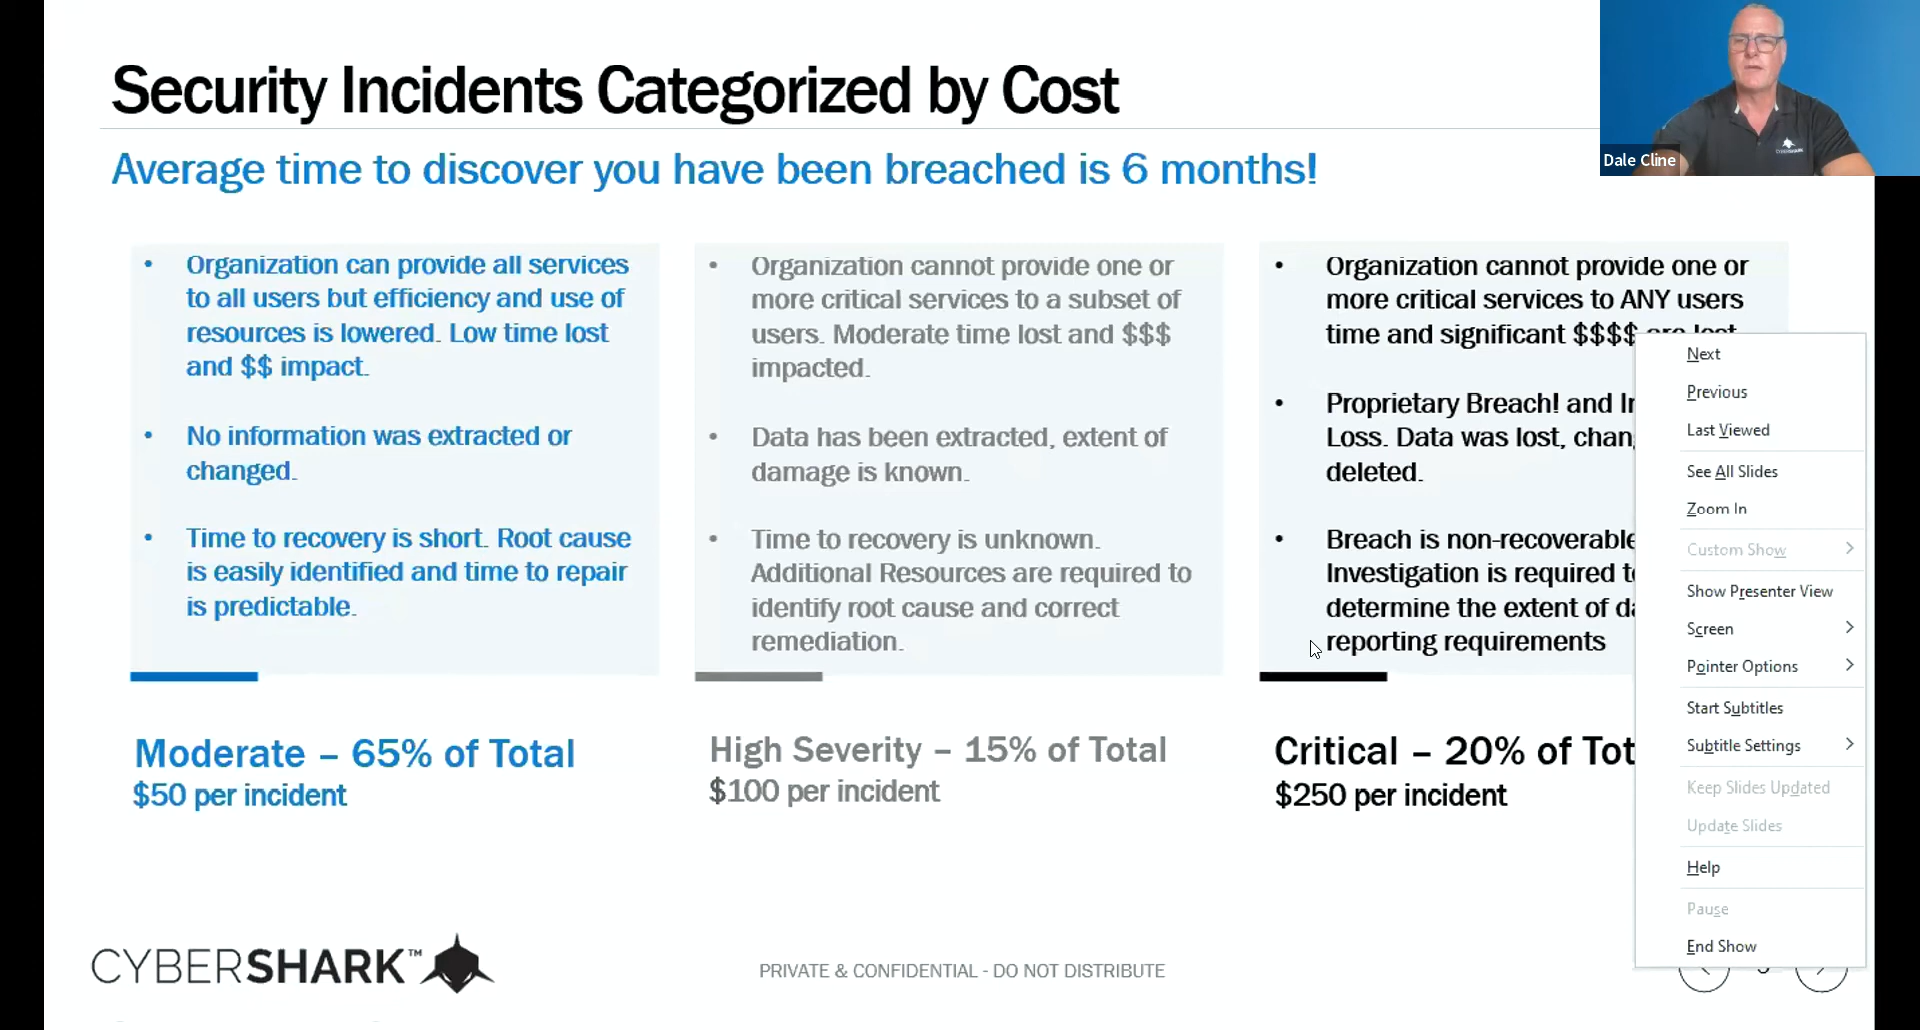 Security Incidents Categorized by Cost
Average time to discover you have been breached is 6 months!
Dale Cline
CYBERSHARK
• Organization can provide all services
to all users but efficiency and use of
resources is lowered. Low time lost
and $$ impact.
• No information was extracted or
changed.
• Time to recovery is short. Root cause
is easily identified and time to repair
is predictable.
Moderate – 65% of Total
$50 per incident
• Organization cannot provide one or
more critical services to a subset of
users. Moderate time lost and $$$
impacted.
• Data has been extracted, extent of
damage is known.
• Time to recovery is unknown.
Additional Resources are required to
identify root cause and correct
remediation.
High Severity – 15% of Total
$100 per incident
• Organization cannot provide one or
more critical services to ANY users
time and significant $$$$ are lost
• Proprietary Breach! and
Loss. Data was lost,
deleted.
• Breach is non-recoverable
Investigation is required
determine the extent of
reporting requirements
Critical – 20% of Tot
$250 per incident
Next
Previous
Last Viewed
See All Slides
Zoom In
Custom Show
Show Presenter View
Screen
Pointer Options
Start Subtitles
Subtitle Settings
Keep Slides Updated
Update Slides
Help
Pause
End Show
CYBERSHARK™
PRIVATE & CONFIDENTIAL - DO NOT DISTRIBUTE